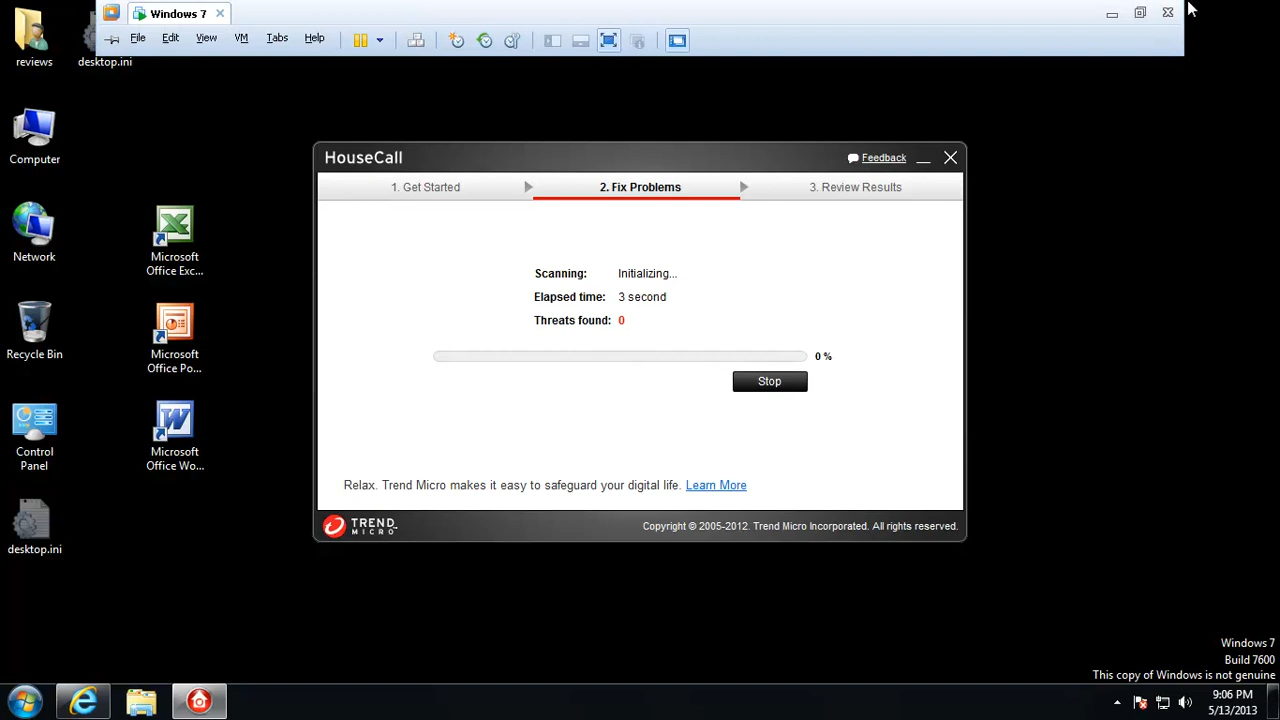 Windows 7
File Edit View VM Tabs Help
reviews
desktop.ini
Computer
Network
Recycle Bin
Control
Panel
desktop.ini
Microsoft
Office Exc...
Microsoft
Office Po...
Microsoft
Office Wo...
HouseCall
Feedback
1. Get Started
2. Fix Problems
3. Review Results
Scanning: Initializing...
Elapsed time: 3 second
Threats found: 0
0 %
Stop
Relax. Trend Micro makes it easy to safeguard your digital life. Learn More
TREND
MICRO
Copyright © 2005-2012. Trend Micro Incorporated. All rights reserved.
Windows 7
Build 7600
This copy of Windows is not genuine
9:06 PM
5/13/2013